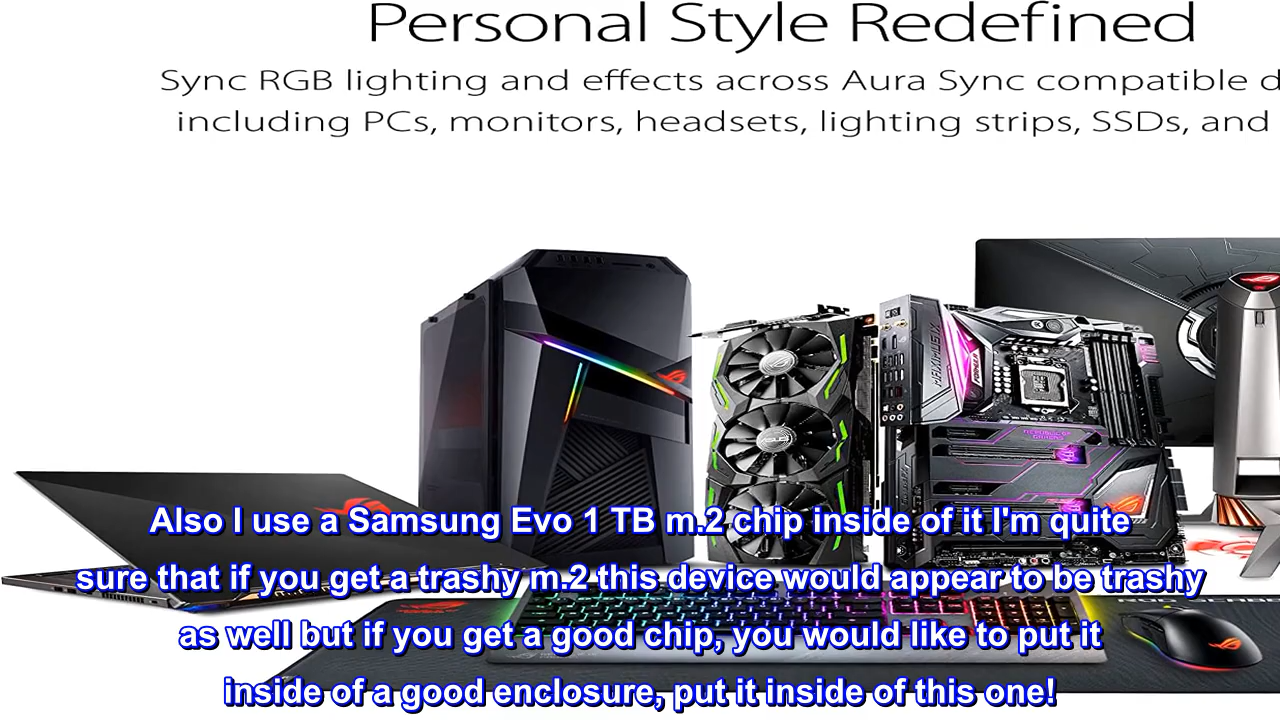 Personal Style Redefined
Sync RGB lighting and effects across Aura Sync compatible d
including PCs, monitors, headsets, lighting strips, SSDs, and
MAXIMUS IX
ASUS
Also I use a Samsung Evo 1 TB m.2 chip inside of it I'm quite
sure that if you get a trashy m.2 this device would appear to be trashy
as well but if you get a good chip, you would like to put it
inside of a good enclosure, put it inside of this one!